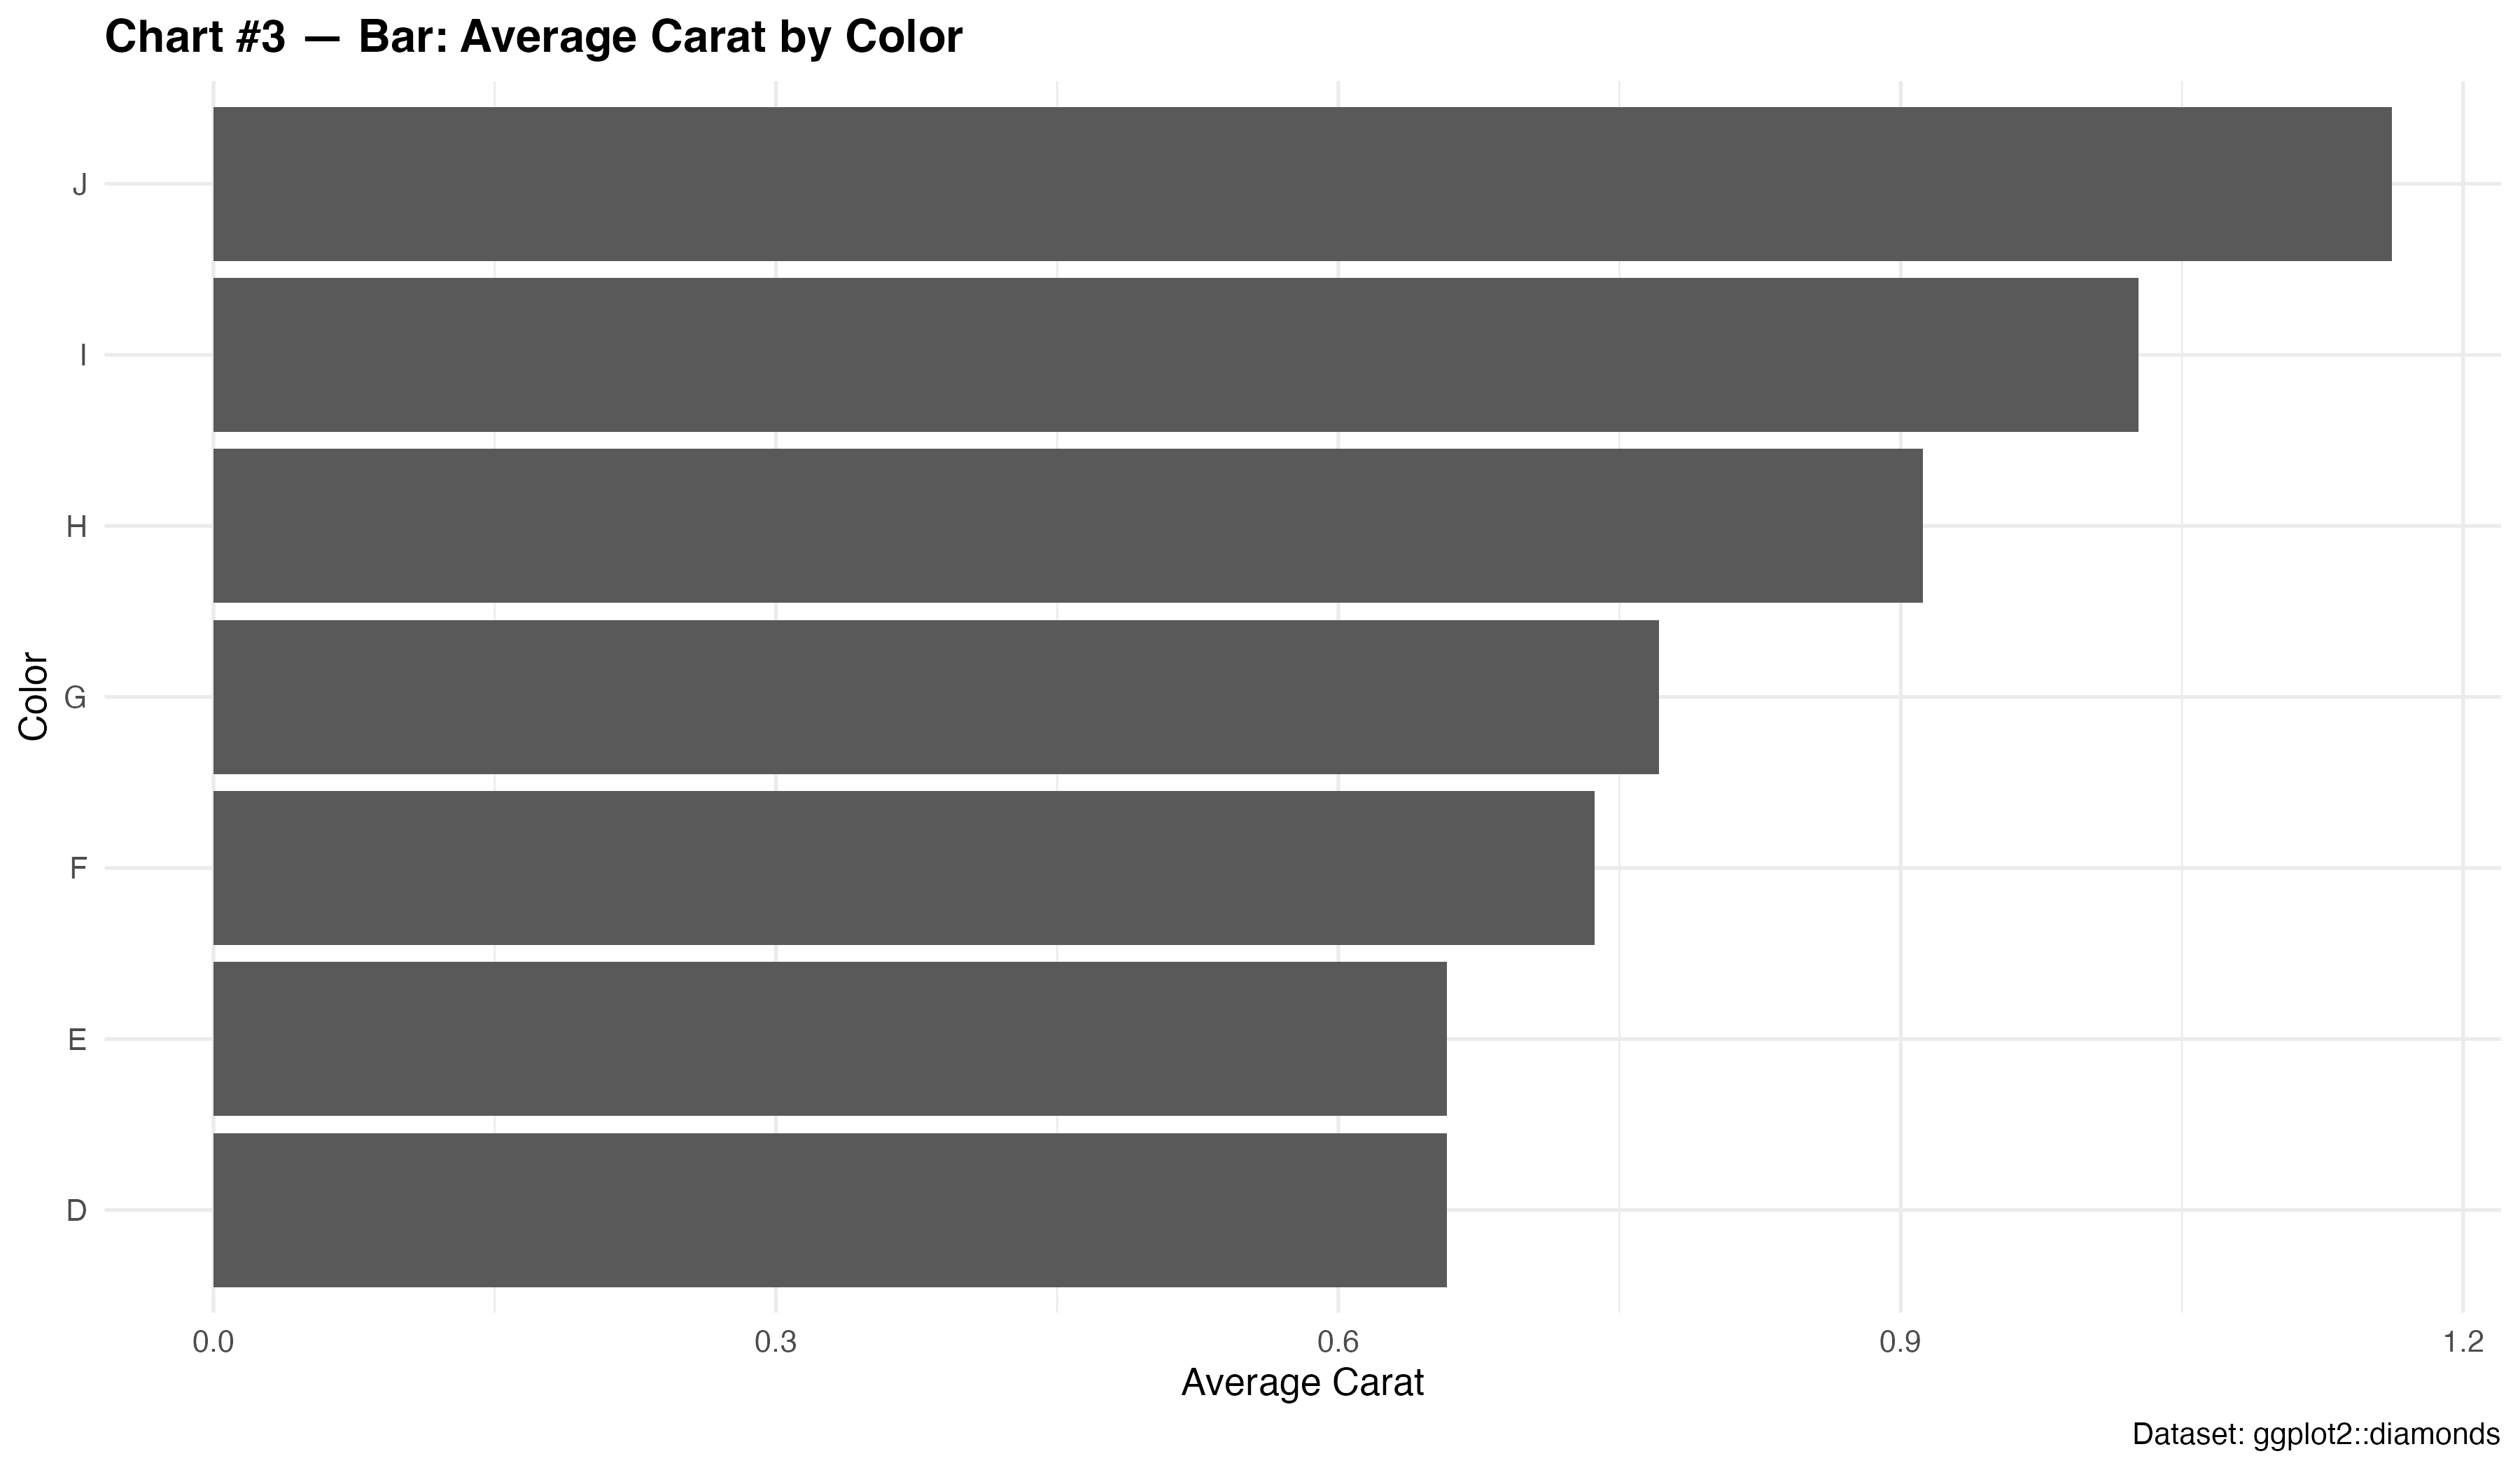 Chart #3 — Bar: Average Carat by Color
J
I
H
G
F
E
D
Color
0.0 0.3 0.6 0.9 1.2
Average Carat
Dataset: ggplot2::diamonds